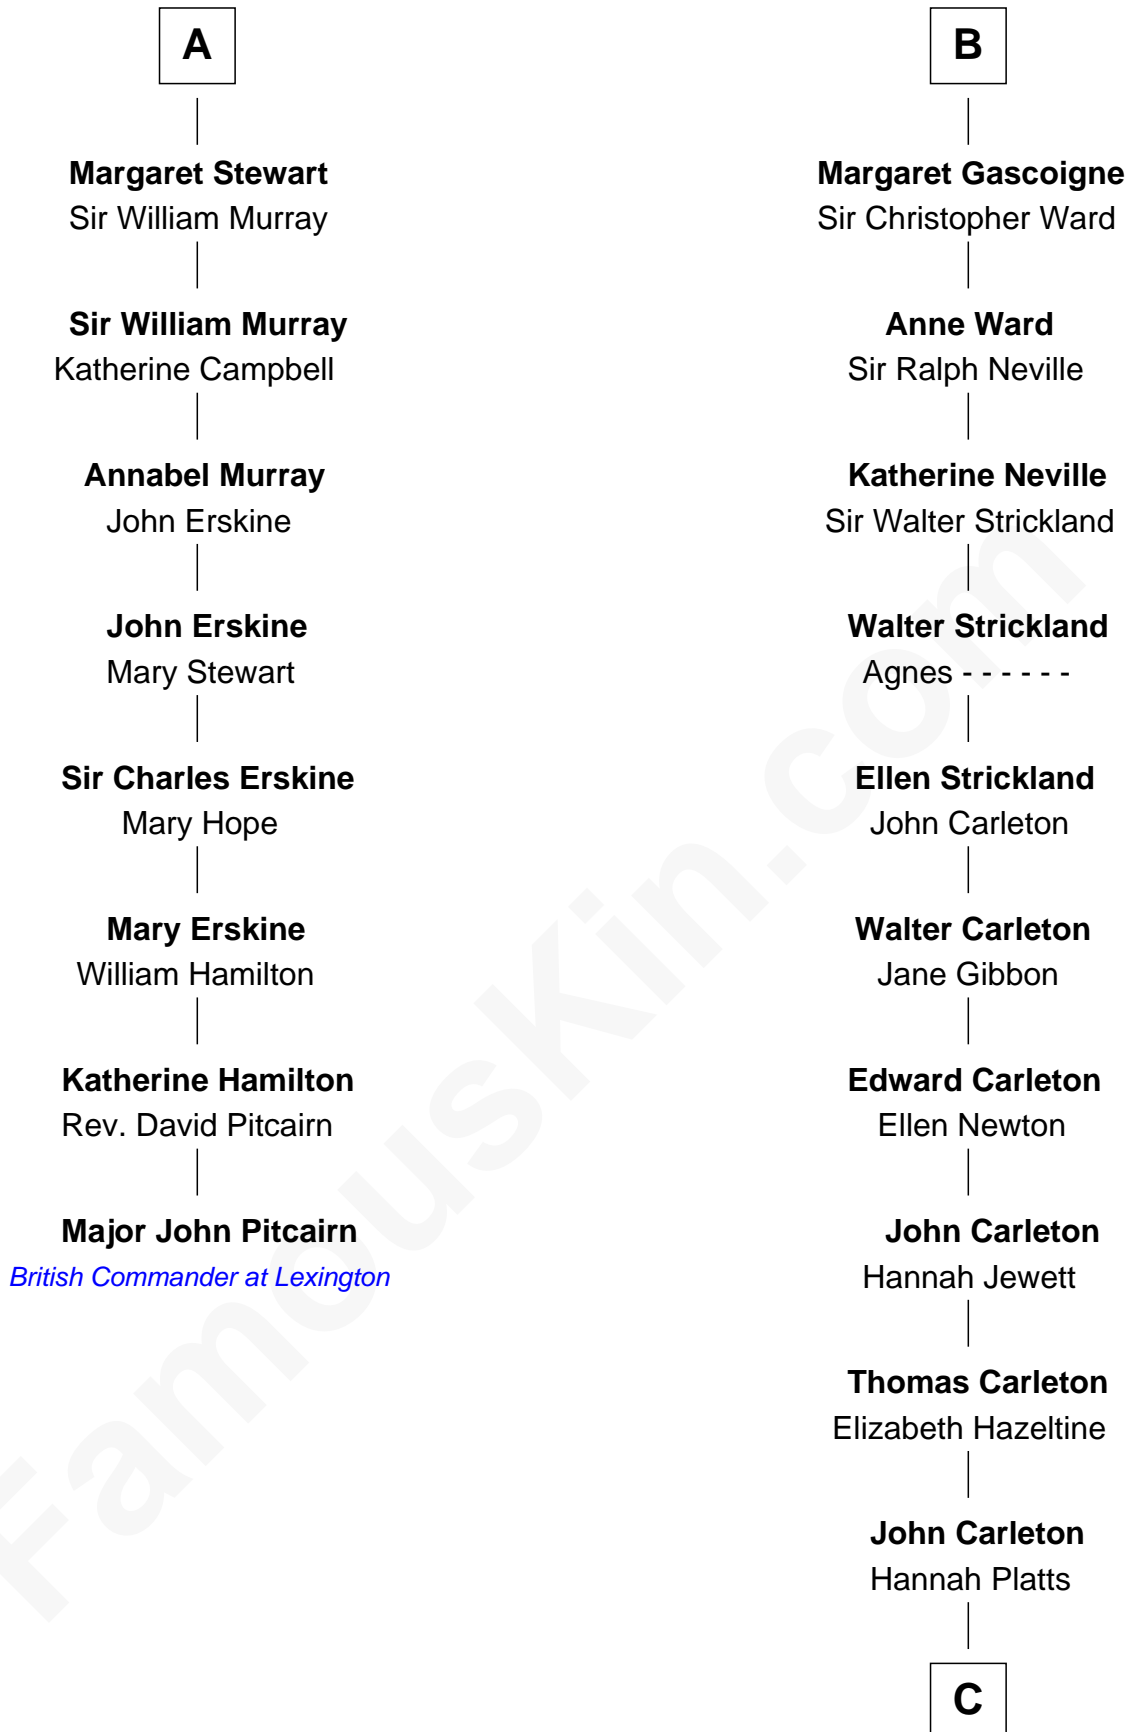 A
Margaret Stewart
Sir William Murray
Sir William Murray
Katherine Campbell
Annabel Murray
John Erskine
John Erskine
Mary Stewart
Sir Charles Erskine
Mary Hope
Mary Erskine
William Hamilton
Katherine Hamilton
Rev. David Pitcairn
Major John Pitcairn
British Commander at Lexington
B
Margaret Gascoigne
Sir Christopher Ward
Anne Ward
Sir Ralph Neville
Katherine Neville
Sir Walter Strickland
Walter Strickland
Agnes - - - - - -
Ellen Strickland
John Carleton
Walter Carleton
Jane Gibbon
Edward Carleton
Ellen Newton
John Carleton
Hannah Jewett
Thomas Carleton
Elizabeth Hazeltine
John Carleton
Hannah Platts
C
FamousKin.com